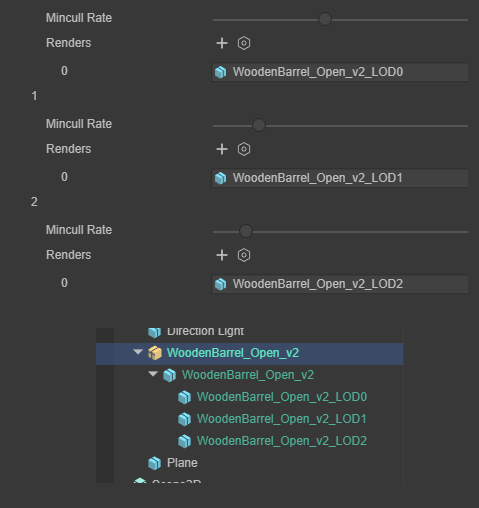 Mincull Rate
Renders
0 WoodenBarrel_Open_v2_LOD0
1
Mincull Rate
Renders
0 WoodenBarrel_Open_v2_LOD1
2
Mincull Rate
Renders
0 WoodenBarrel_Open_v2_LOD2
Direction Light
WoodenBarrel_Open_v2
WoodenBarrel_Open_v2
WoodenBarrel_Open_v2_LOD0
WoodenBarrel_Open_v2_LOD1
WoodenBarrel_Open_v2_LOD2
Plane
Scene2D